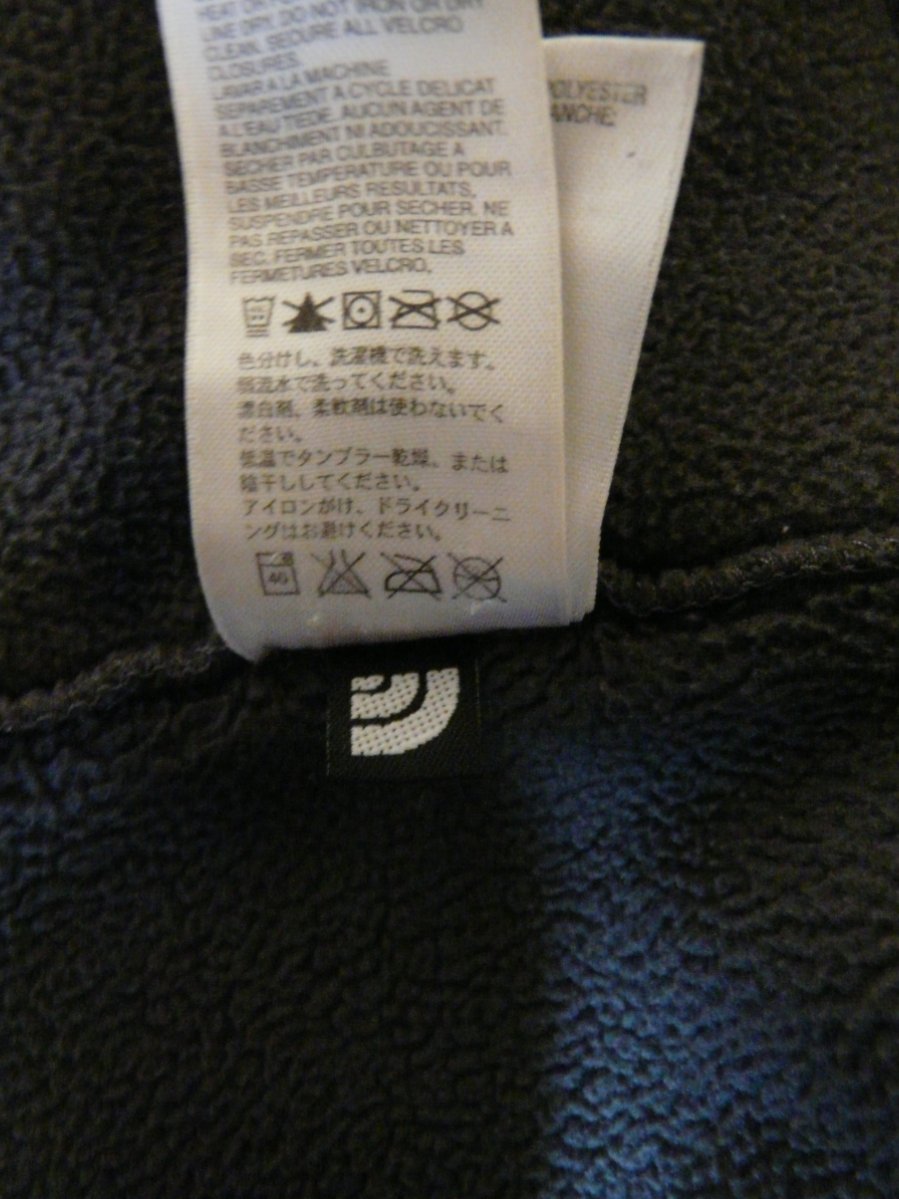 HEAT DRY OR
LINE DRY. DO NOT IRON OR DRY
CLEAN. SECURE ALL VELCRO
CLOSURES.
LAVAR A LA MACHINE
SEPAREMENT A CYCLE DELICAT
A L'EAU TIEDE. AUCUN AGENT DE
BLANCHIMENT NI ADOUCISSANT.
SECHER PAR CULBUTAGE A
BASSE TEMPERATURE OU POUR
LES MEILLEURS RESULTATS,
SUSPENDRE POUR SECHER. NE
PAS REPASSER OU NETTOYER A
SEC. FERMER TOUTES LES
FERMETURES VELCRO.
色分けし、洗濯機で洗えます。
弱流水で洗ってください。
漂白剤、柔軟剤は使わないでく
ださい。
低温でタンブラー乾燥、または
陰干ししてください。
アイロンがけ、ドライクリーニ
ングはお避けください。
40
OLYESTER
ANCHE: